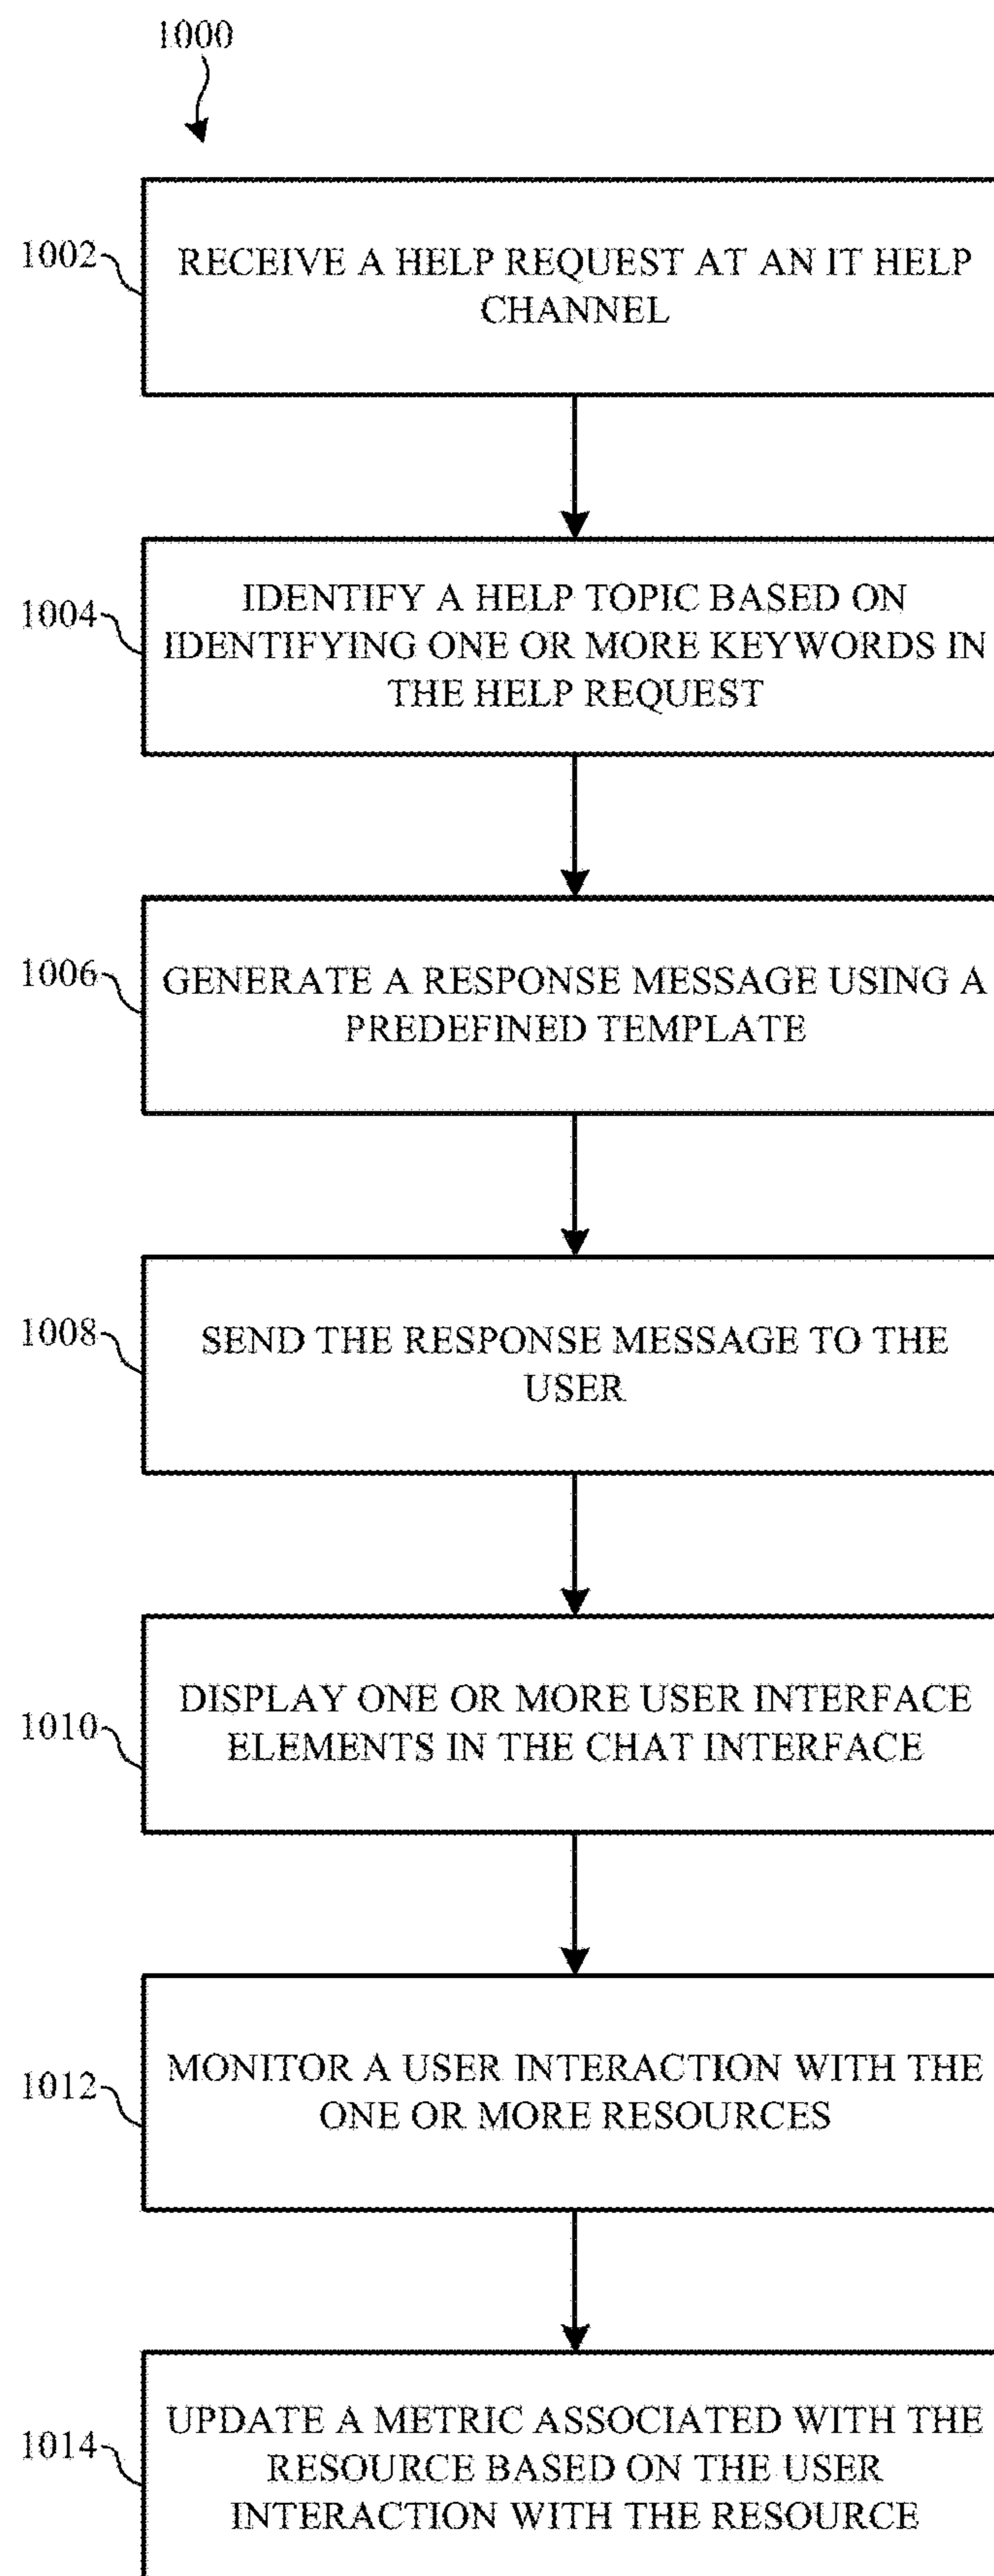 1000
1002
RECEIVE A HELP REQUEST AT AN IT HELP
CHANNEL
1004
IDENTIFY A HELP TOPIC BASED ON
IDENTIFYING ONE OR MORE KEYWORDS IN
THE HELP REQUEST
1006
GENERATE A RESPONSE MESSAGE USING A
PREDEFINED TEMPLATE
1008
SEND THE RESPONSE MESSAGE TO THE
USER
1010
DISPLAY ONE OR MORE USER INTERFACE
ELEMENTS IN THE CHAT INTERFACE
1012
MONITOR A USER INTERACTION WITH THE
ONE OR MORE RESOURCES
1014
UPDATE A METRIC ASSOCIATED WITH THE
RESOURCE BASED ON THE USER
INTERACTION WITH THE RESOURCE